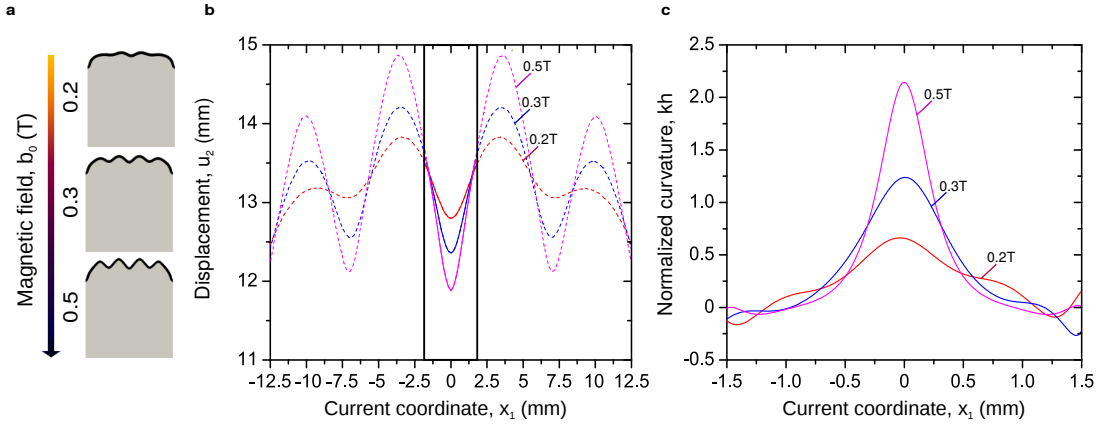 a
Magnetic field, b₀ (T)
0.2
0.3
0.5
b
Displacement, u₂ (mm)
15
14
13
12
11
0.5T
0.3T
0.2T
-12.5 -10 -7.5 -5 -2.5 0 2.5 5 7.5 10 12.5
Current coordinate, x₁ (mm)
c
Normalized curvature, kh
2.5
2.0
1.5
1.0
0.5
0
-0.5
0.5T
0.3T
0.2T
-1.5 -1.0 -0.5 0 0.5 1.0 1.5
Current coordinate, x₁ (mm)